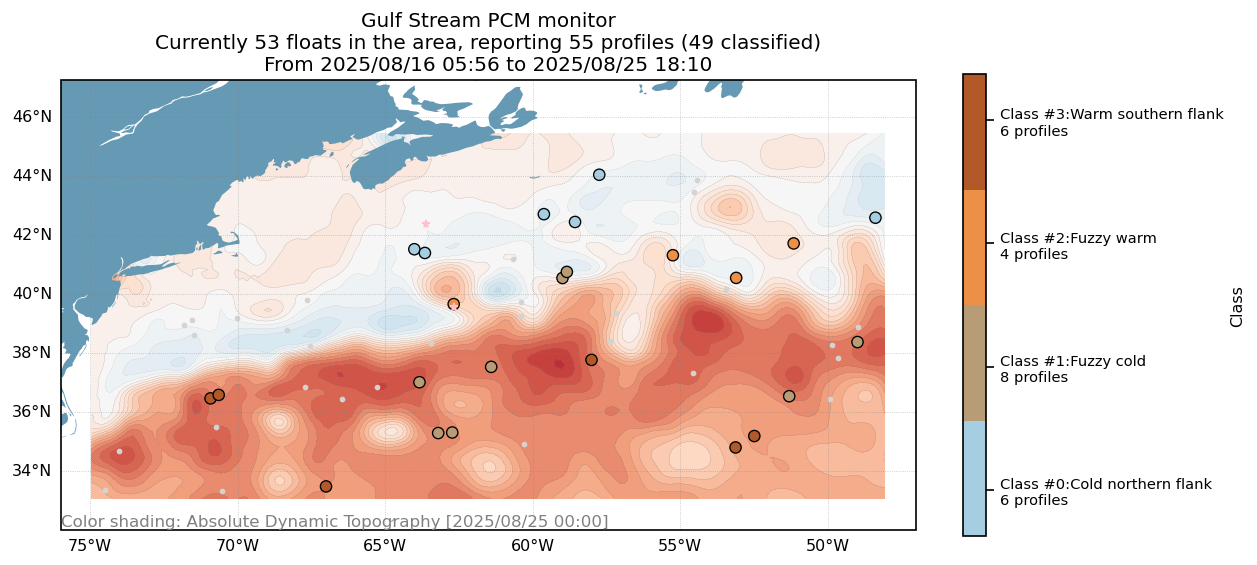 Gulf Stream PCM monitor
Currently 53 floats in the area, reporting 55 profiles (49 classified)
From 2025/08/16 05:56 to 2025/08/25 18:10
46°N
44°N
42°N
40°N
38°N
36°N
34°N
Color shading: Absolute Dynamic Topography [2025/08/25 00:00]
75°W
70°W
65°W
60°W
55°W
50°W
Class #3:Warm southern flank
6 profiles
Class #2:Fuzzy warm
4 profiles
Class #1:Fuzzy cold
8 profiles
Class #0:Cold northern flank
6 profiles
Class